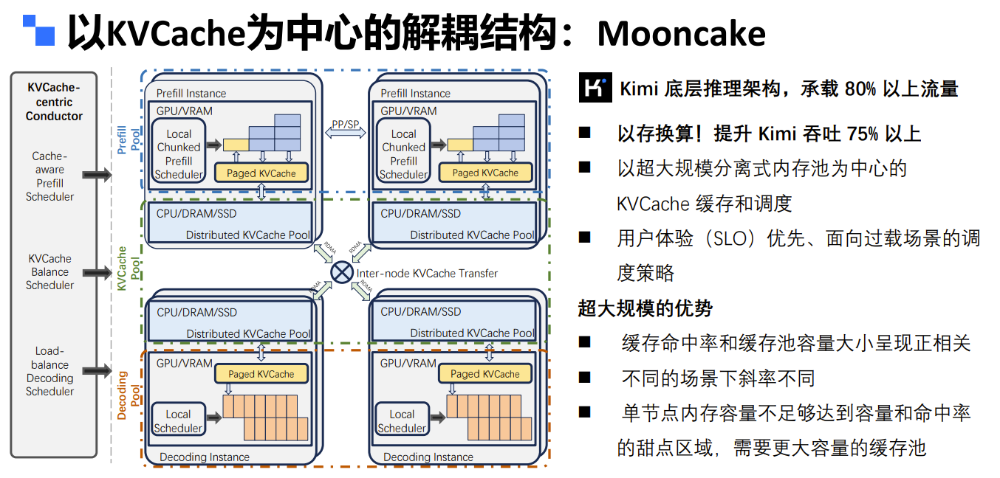 以KVCache为中心的解耦结构：Mooncake
KVCache-
centric
Conductor
Cache-
aware
Prefill
Scheduler
KVCache
Balance
Scheduler
Load-
balance
Decoding
Scheduler
Prefill
Pool
KVCache
Pool
Decoding
Pool
Prefill Instance
GPU/VRAM
Local
Chunked
Prefill
Scheduler
Paged KVCache
CPU/DRAM/SSD
Distributed KVCache Pool
PP/SP
Prefill Instance
GPU/VRAM
Local
Chunked
Prefill
Scheduler
Paged KVCache
CPU/DRAM/SSD
Distributed KVCache Pool
RDMA
RDMA
Inter-node KVCache Transfer
RDMA
RDMA
CPU/DRAM/SSD
Distributed KVCache Pool
GPU/VRAM
Paged KVCache
Local
Scheduler
Decoding Instance
CPU/DRAM/SSD
Distributed KVCache Pool
GPU/VRAM
Paged KVCache
Local
Scheduler
Decoding Instance
K
Kimi 底层推理架构，承载 80% 以上流量
■ 以存换算！提升 Kimi 吞吐 75% 以上
■ 以超大规模分离式内存池为中心的
KVCache 缓存和调度
■ 用户体验（SLO）优先、面向过载场景的调
度策略
超大规模的优势
■ 缓存命中率和缓存池容量大小呈现正相关
■ 不同的场景下斜率不同
■ 单节点内存容量不足够达到容量和命中率
的甜点区域，需要更大容量的缓存池